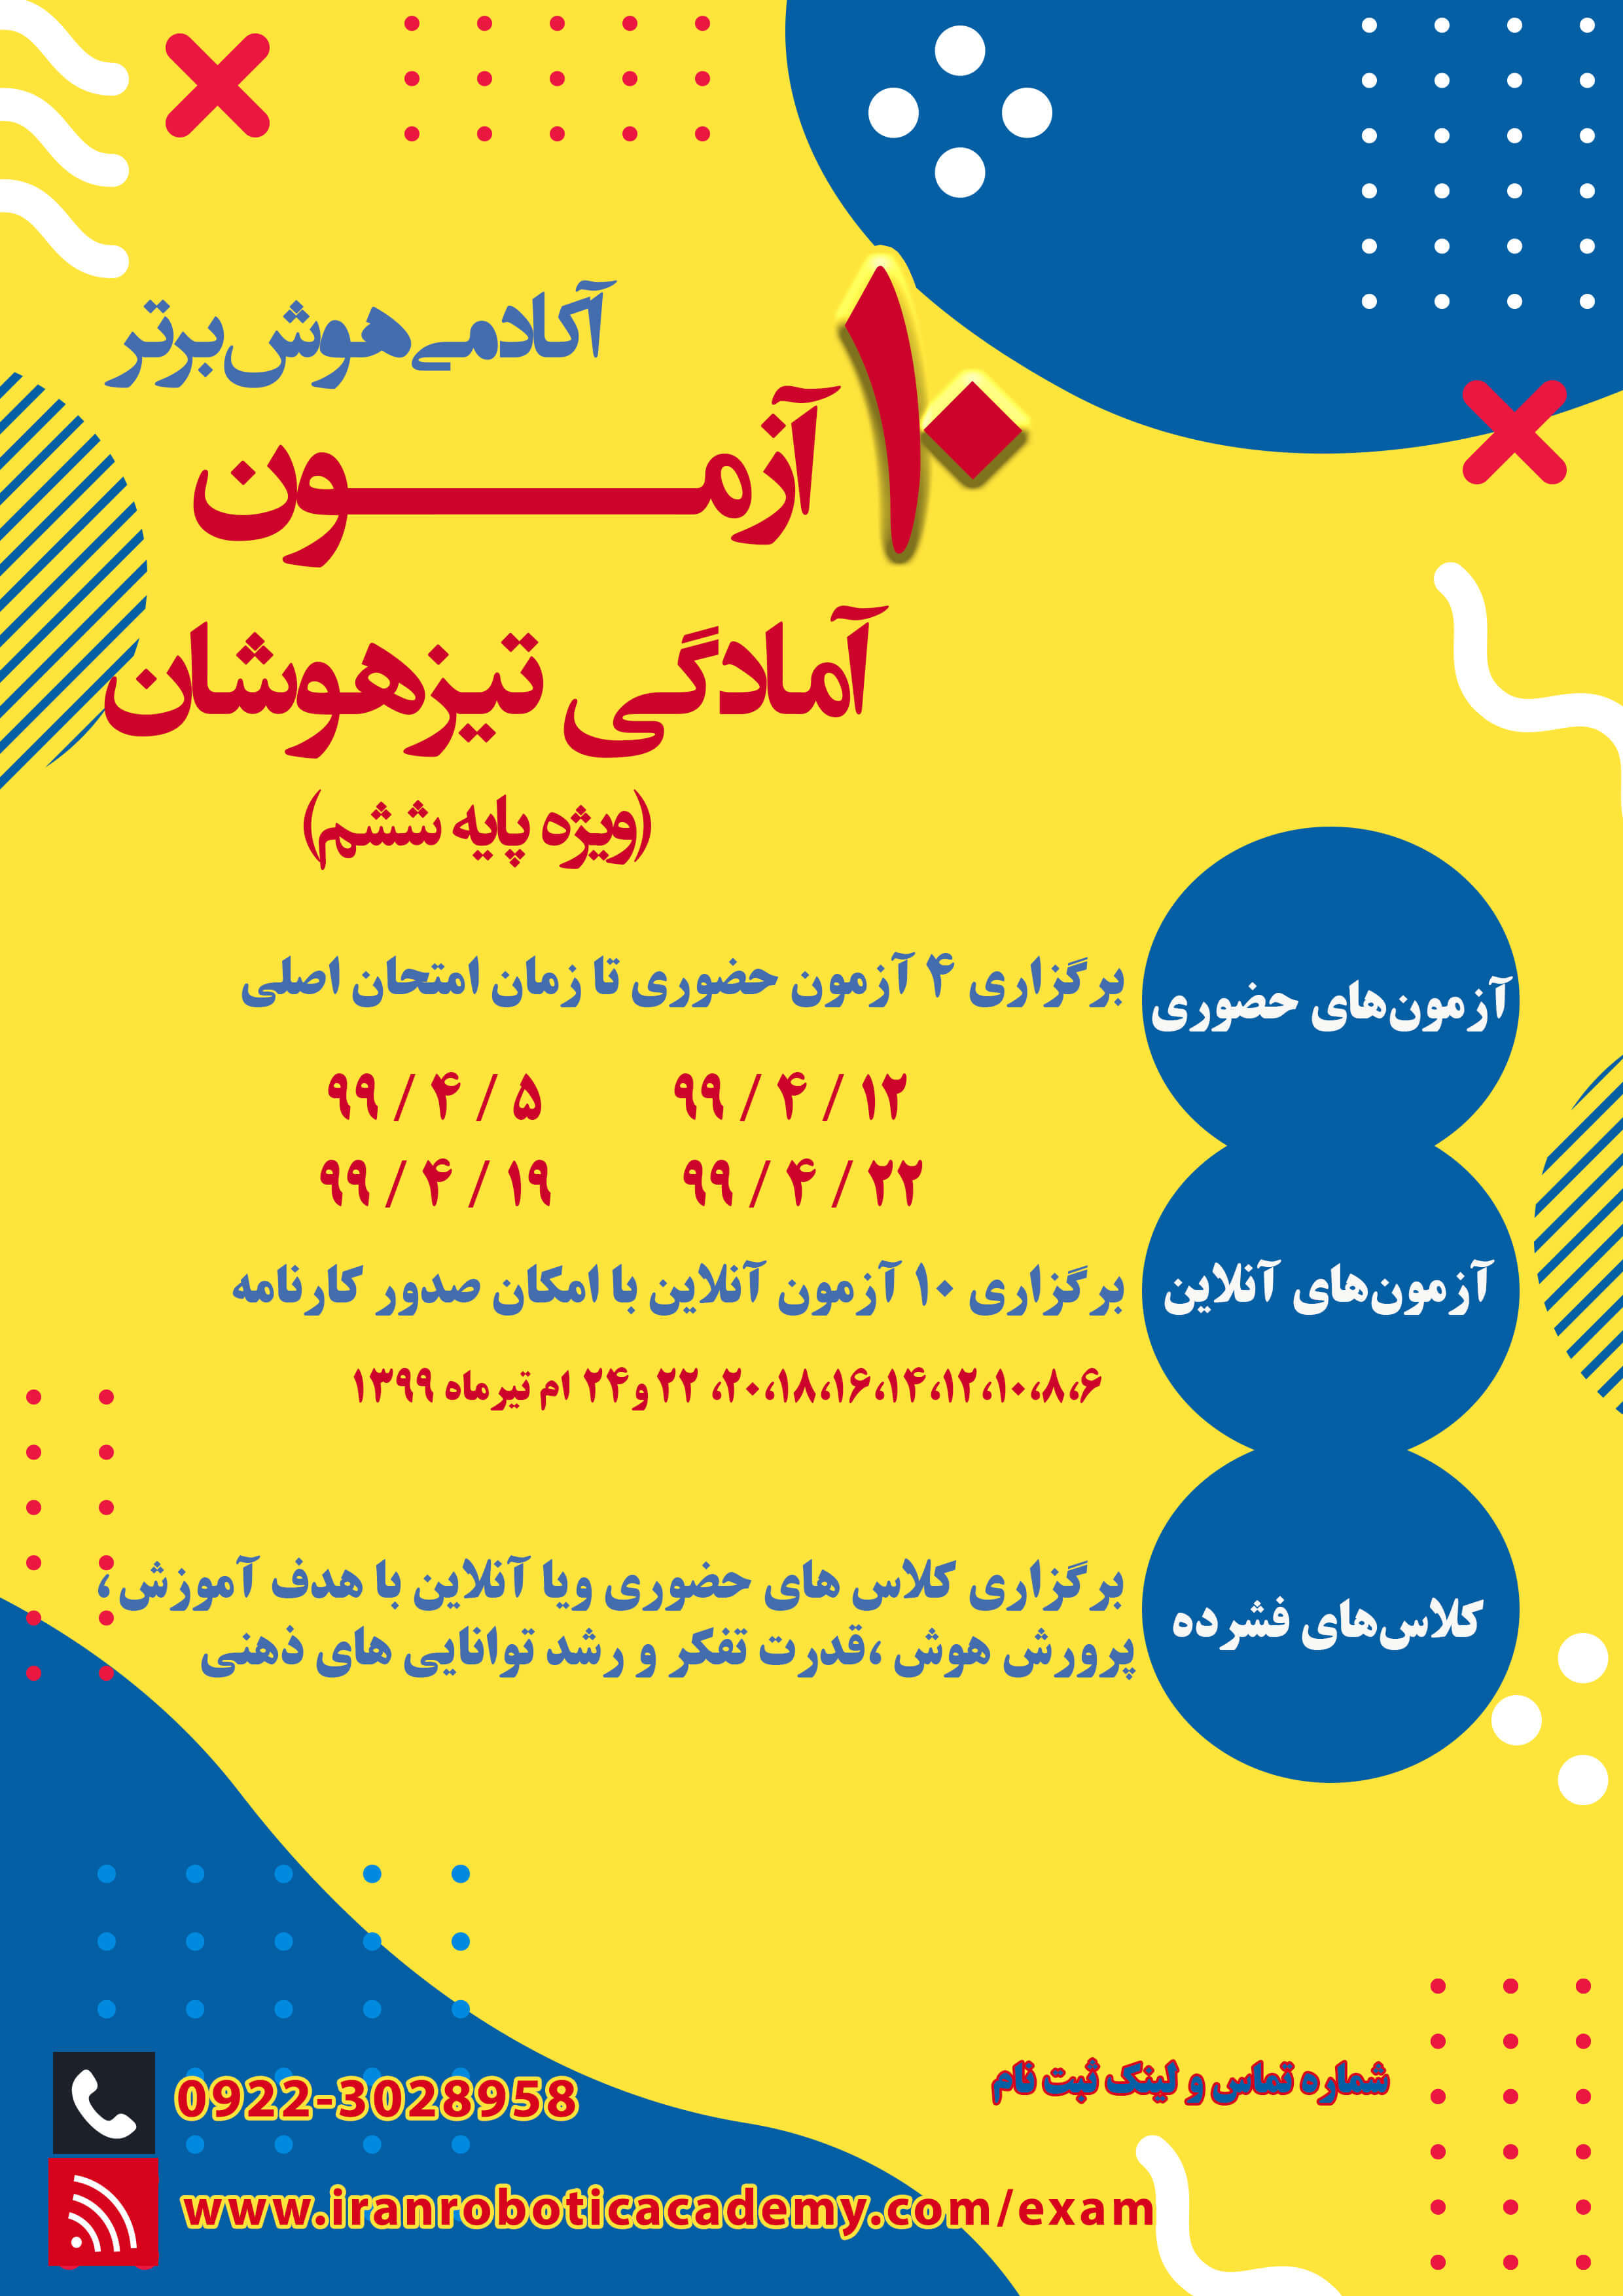 آکادمی هوش برتر
۱۰ آزمـــــون
آمادگی تیزهوشان
(ویژه پایه ششم)
آزمون‌های حضوری
برگزاری ۴ آزمون حضوری تا زمان امتحان اصلی
۹۹ / ۴ / ۱۲
۹۹ / ۴ / ۵
۹۹ / ۴ / ۲۲
۹۹ / ۴ / ۱۹
آزمون‌های آنلاین
برگزاری ۱۰ آزمون آنلاین با امکان صدور کارنامه
۶،۸،۱۰،۱۲،۱۴،۱۶،۱۸،۲۰، ۲۲ و۲۴ ام تیرماه ۱۳۹۹
کلاس‌های فشرده
برگزاری کلاس های حضوری ویا آنلاین با هدف آموزش،
پرورش هوش ،قدرت تفکر و رشد توانایی های ذهنی
شماره تماس و لینک ثبت نام
0922-3028958
www.iranroboticacademy.com/exam